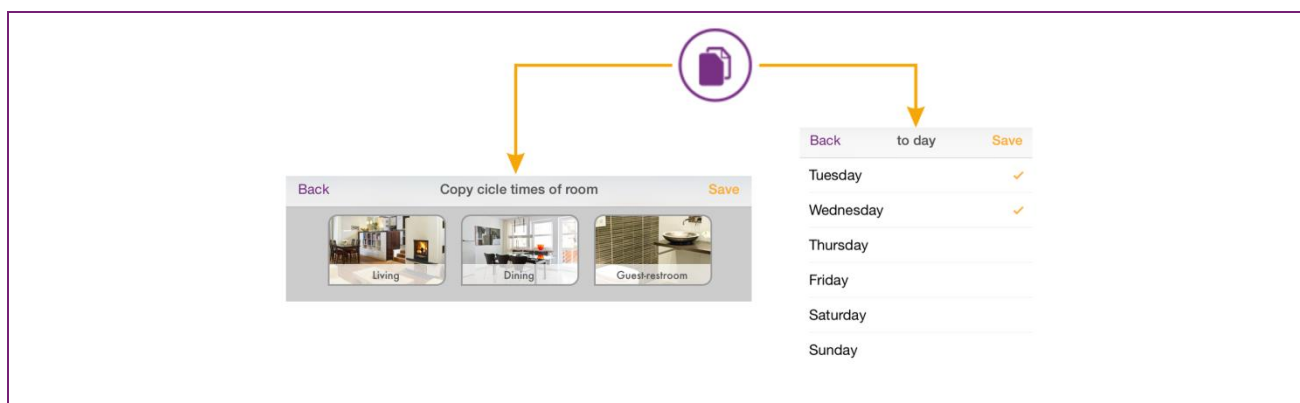 Back Copy cicle times of room Save
Living Dining Guest-restroom
Back to day Save
Tuesday
Wednesday
Thursday
Friday
Saturday
Sunday